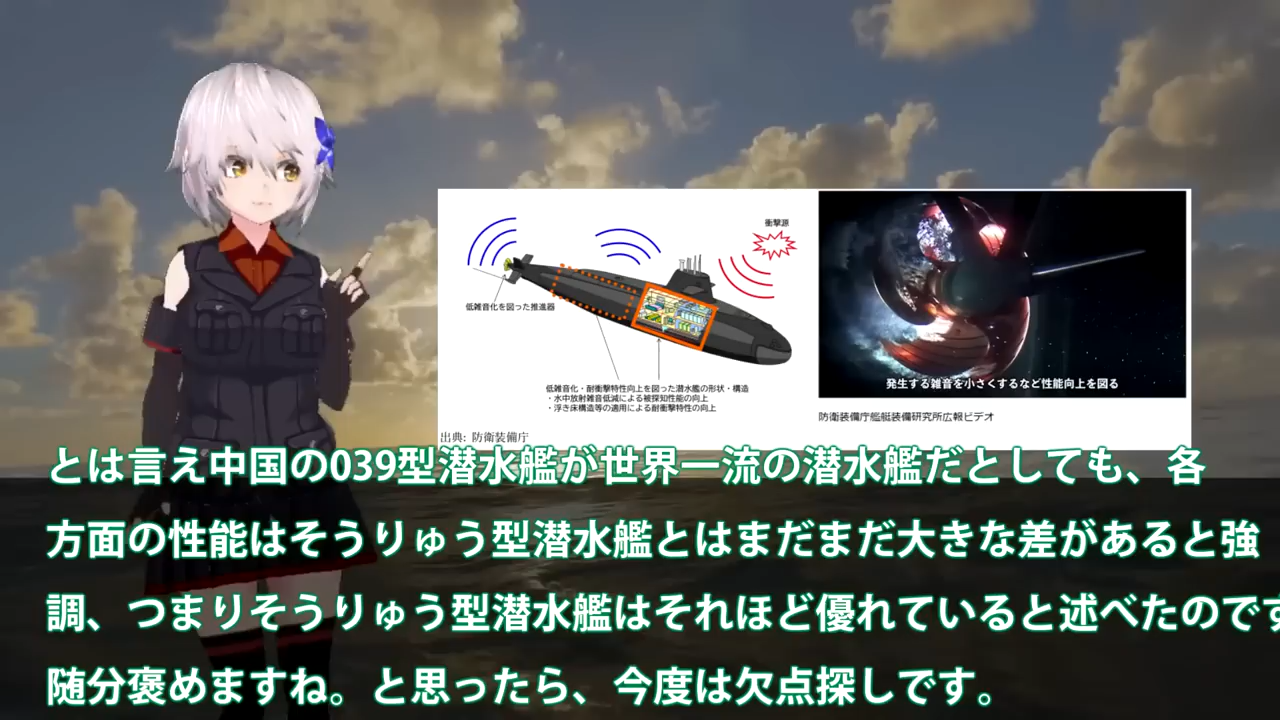 衝撃源
低雑音化を図った推進器
低雑音化・耐衝撃特性向上を図った潜水艦の形状・構造
・水中放射雑音低減による被探知性能の向上
・浮き床構造等の適用による耐衝撃特性の向上
出典: 防衛装備庁
発生する雑音を小さくするなど性能向上を図る
防衛装備庁艦艇装備研究所広報ビデオ
とは言え中国の039型潜水艦が世界一流の潜水艦だとしても、各
方面の性能はそうりゅう型潜水艦とはまだまだ大きな差があると強
調、つまりそうりゅう型潜水艦はそれほど優れていると述べたのです
随分褒めますね。と思ったら、今度は欠点探しです。